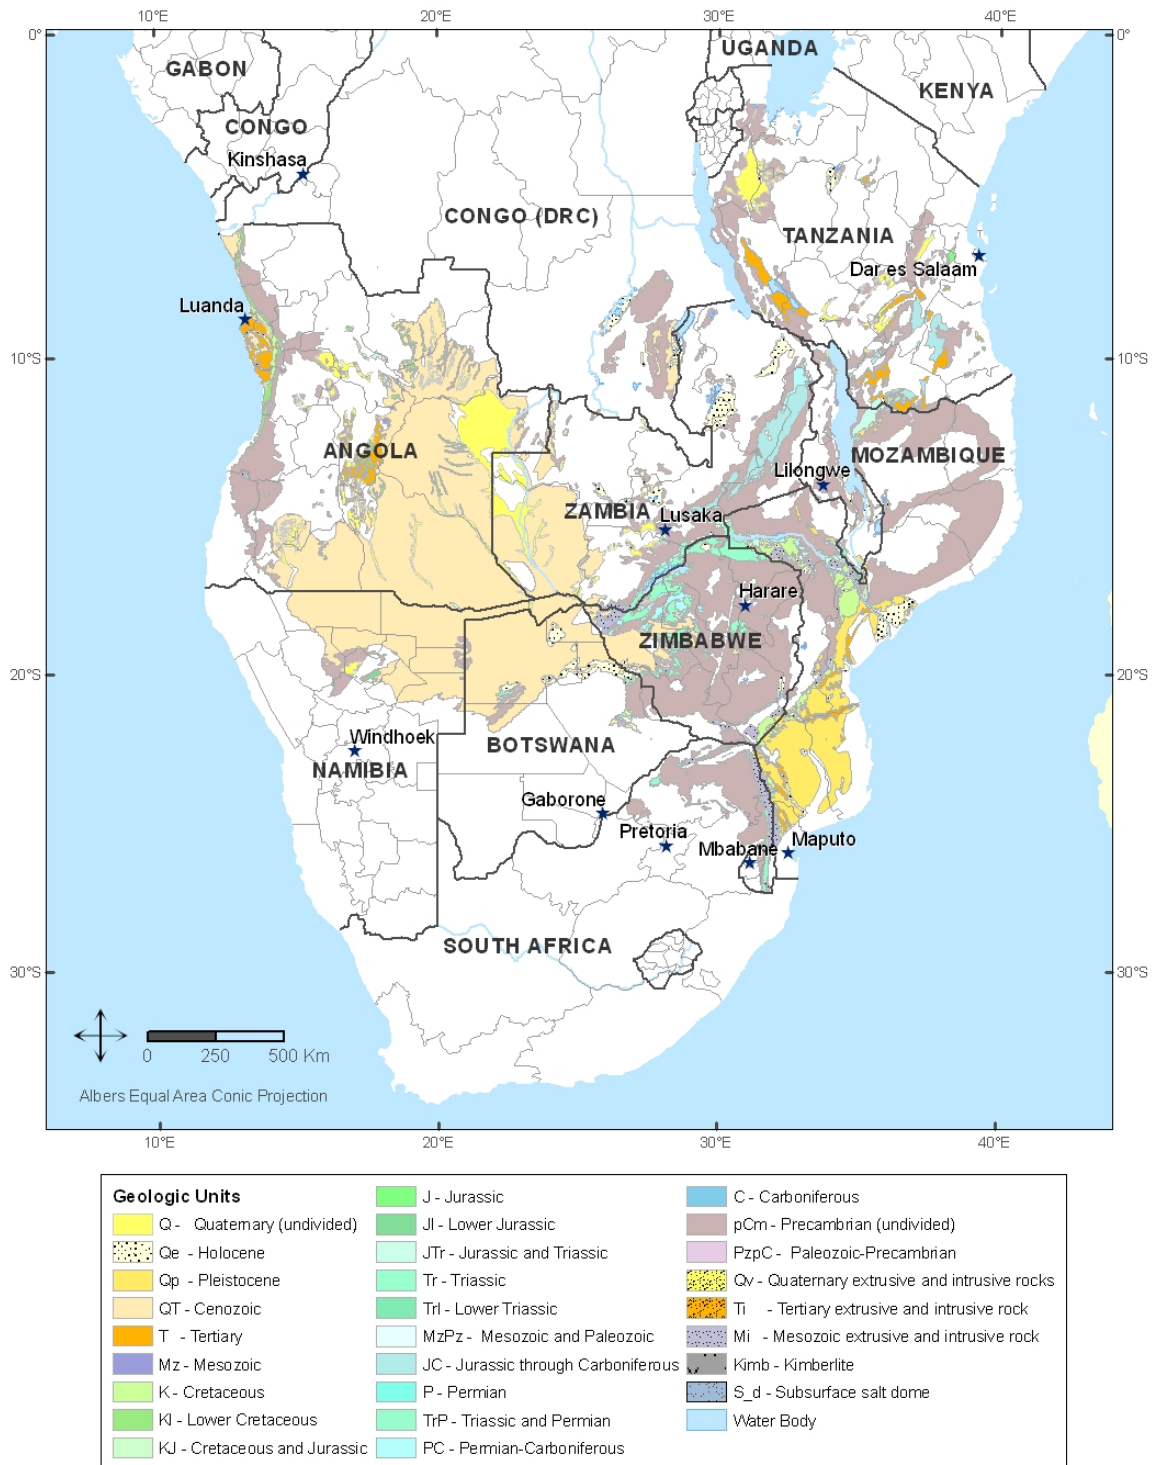 10°E 20°E 30°E 40°E
0° 0°
UGANDA
GABON
KENYA
CONGO
Kinshasa
CONGO (DRC)
TANZANIA
Dar es Salaam
Luanda
10°S 10°S
ANGOLA
MOZAMBIQUE
Lilongwe
ZAMBIA
Lusaka
Harare
ZIMBABWE
20°S 20°S
Windhoek
BOTSWANA
NAMIBIA
Gaborone
Pretoria
Mbabane
Maputo
SOUTH AFRICA
30°S 30°S
0 250 500 Km
Albers Equal Area Conic Projection
10°E 20°E 30°E 40°E
Geologic Units
Q - Quaternary (undivided)
Qe - Holocene
Qp - Pleistocene
QT - Cenozoic
T - Tertiary
Mz - Mesozoic
K - Cretaceous
Kl - Lower Cretaceous
KJ - Cretaceous and Jurassic
J - Jurassic
Jl - Lower Jurassic
JTr - Jurassic and Triassic
Tr - Triassic
Trl - Lower Triassic
MzPz - Mesozoic and Paleozoic
JC - Jurassic through Carboniferous
P - Permian
TrP - Triassic and Permian
PC - Permian-Carboniferous
C - Carboniferous
pCm - Precambrian (undivided)
PzpC - Paleozoic-Precambrian
Qv - Quaternary extrusive and intrusive rocks
Ti - Tertiary extrusive and intrusive rock
Mi - Mesozoic extrusive and intrusive rock
Kimb - Kimberlite
S_d - Subsurface salt dome
Water Body